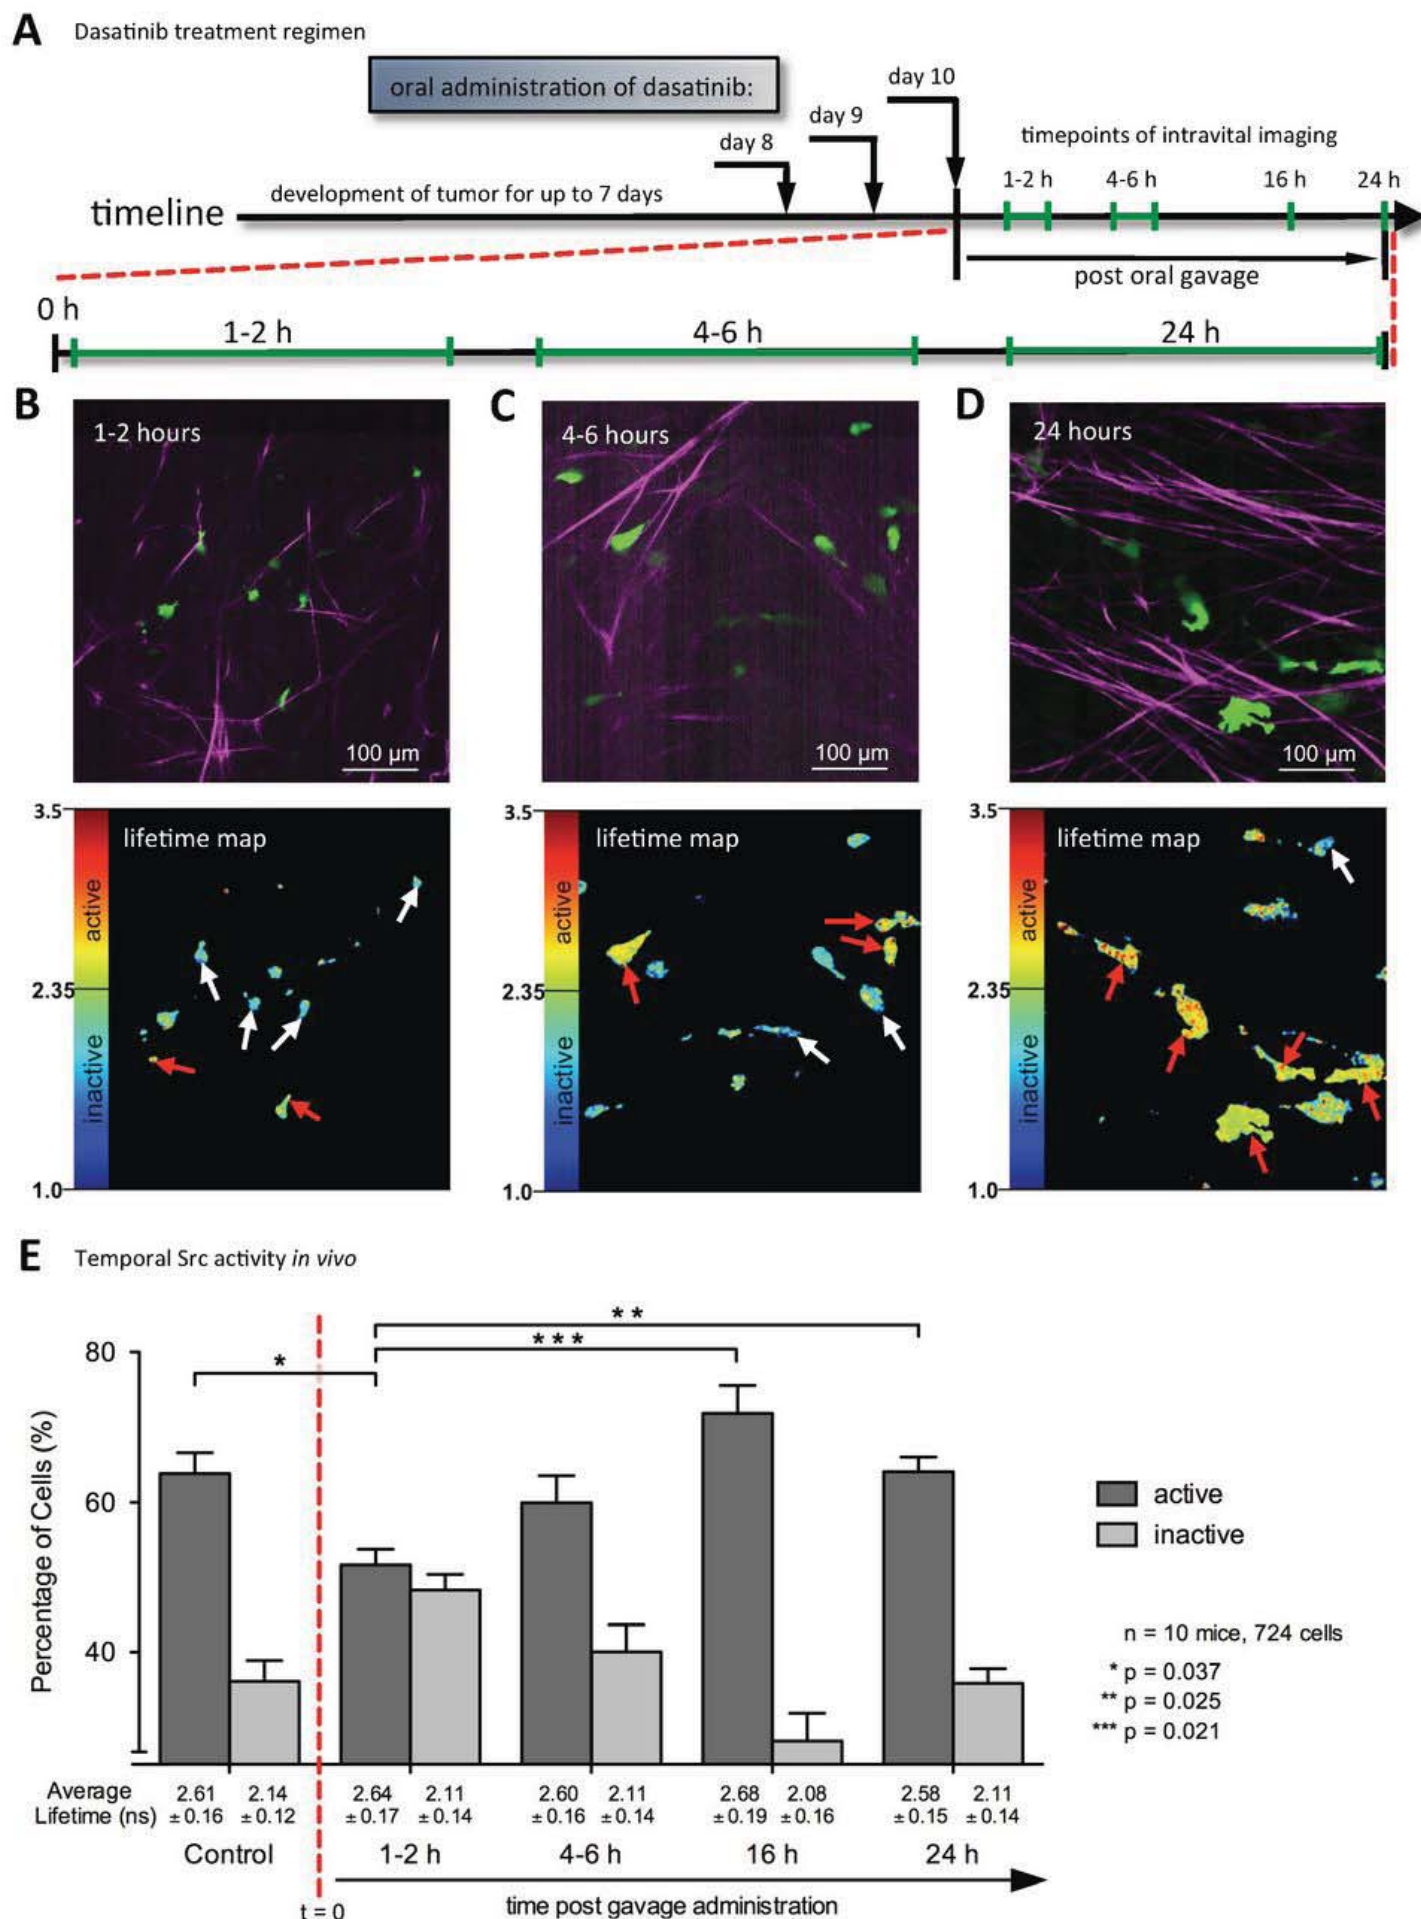 A Dasatinib treatment regimen
oral administration of dasatinib:
day 8
day 9
day 10
timepoints of intravital imaging
1-2 h
4-6 h
16 h
24 h
development of tumor for up to 7 days
timeline
post oral gavage
0 h
1-2 h
4-6 h
24 h
B
1-2 hours
100 µm
C
4-6 hours
100 µm
D
24 hours
100 µm
3.5
lifetime map
active
2.35
inactive
1.0
3.5
lifetime map
active
2.35
inactive
1.0
3.5
lifetime map
active
2.35
inactive
1.0
E Temporal Src activity in vivo
Percentage of Cells (%)
80
60
40
*
***
**
active
inactive
n = 10 mice, 724 cells
* p = 0.037
** p = 0.025
*** p = 0.021
Average 2.61 2.14 2.64 2.11 2.60 2.11 2.68 2.08 2.58 2.11
Lifetime (ns) ± 0.16 ± 0.12 ± 0.17 ± 0.14 ± 0.16 ± 0.14 ± 0.19 ± 0.16 ± 0.15 ± 0.14
Control 1-2 h 4-6 h 16 h 24 h
t = 0
time post gavage administration